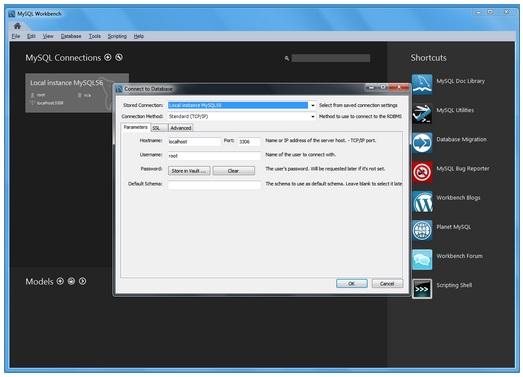 MySQL Workbench
File Edit View Database Tools Scripting Help
MySQL Connections
Shortcuts
Local instance MySQL56
root
n/a
localhost:3306
MySQL Doc Library
MySQL Utilities
Database Migration
MySQL Bug Reporter
Workbench Blogs
Planet MySQL
Workbench Forum
Scripting Shell
Models
Connect to Database
Stored Connection: Local instance MySQL56 Select from saved connection settings
Connection Method: Standard (TCP/IP) Method to use to connect to the RDBMS
Parameters SSL Advanced
Hostname: localhost Port: 3306 Name or IP address of the server host. - TCP/IP port.
Username: root Name of the user to connect with.
Password: Store in Vault ... Clear The user's password. Will be requested later if it's not set.
Default Schema: The schema to use as default schema. Leave blank to select it late
OK Cancel